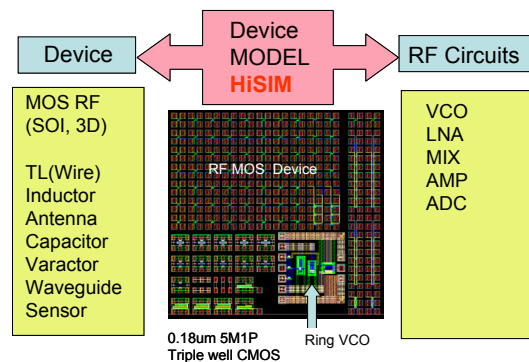 Device
Device
MODEL
HiSIM
RF Circuits
MOS RF
(SOI, 3D)
TL(Wire)
Inductor
Antenna
Capacitor
Varactor
Waveguide
Sensor
RF MOS Device
VCO
LNA
MIX
AMP
ADC
0.18um 5M1P
Triple well CMOS
Ring VCO